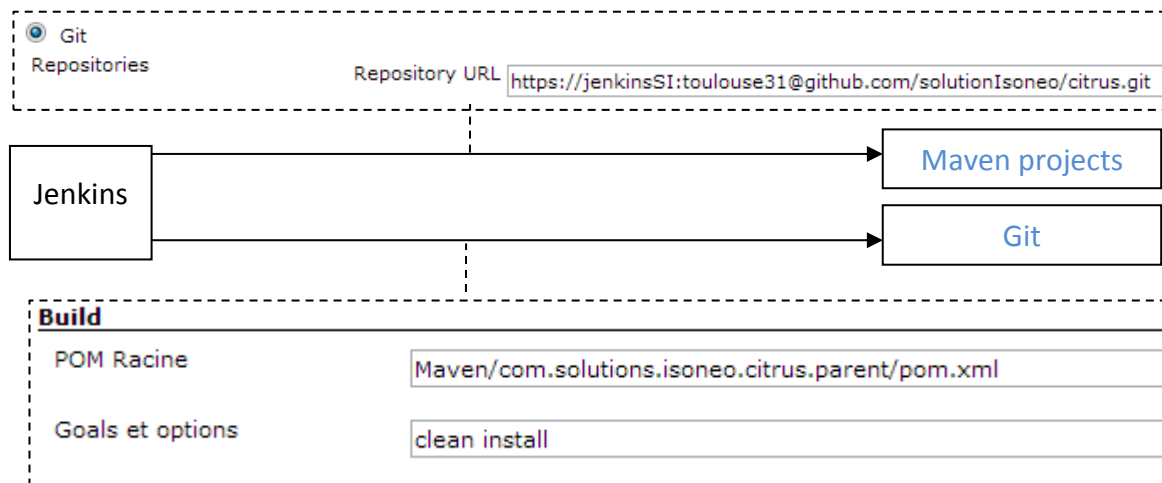 Git
Repositories
Repository URL https://jenkinsSI:toulouse31@github.com/solutionIsoneo/citrus.git
Jenkins
Maven projects
Git
Build
POM Racine Maven/com.solutions.isoneo.citrus.parent/pom.xml
Goals et options clean install